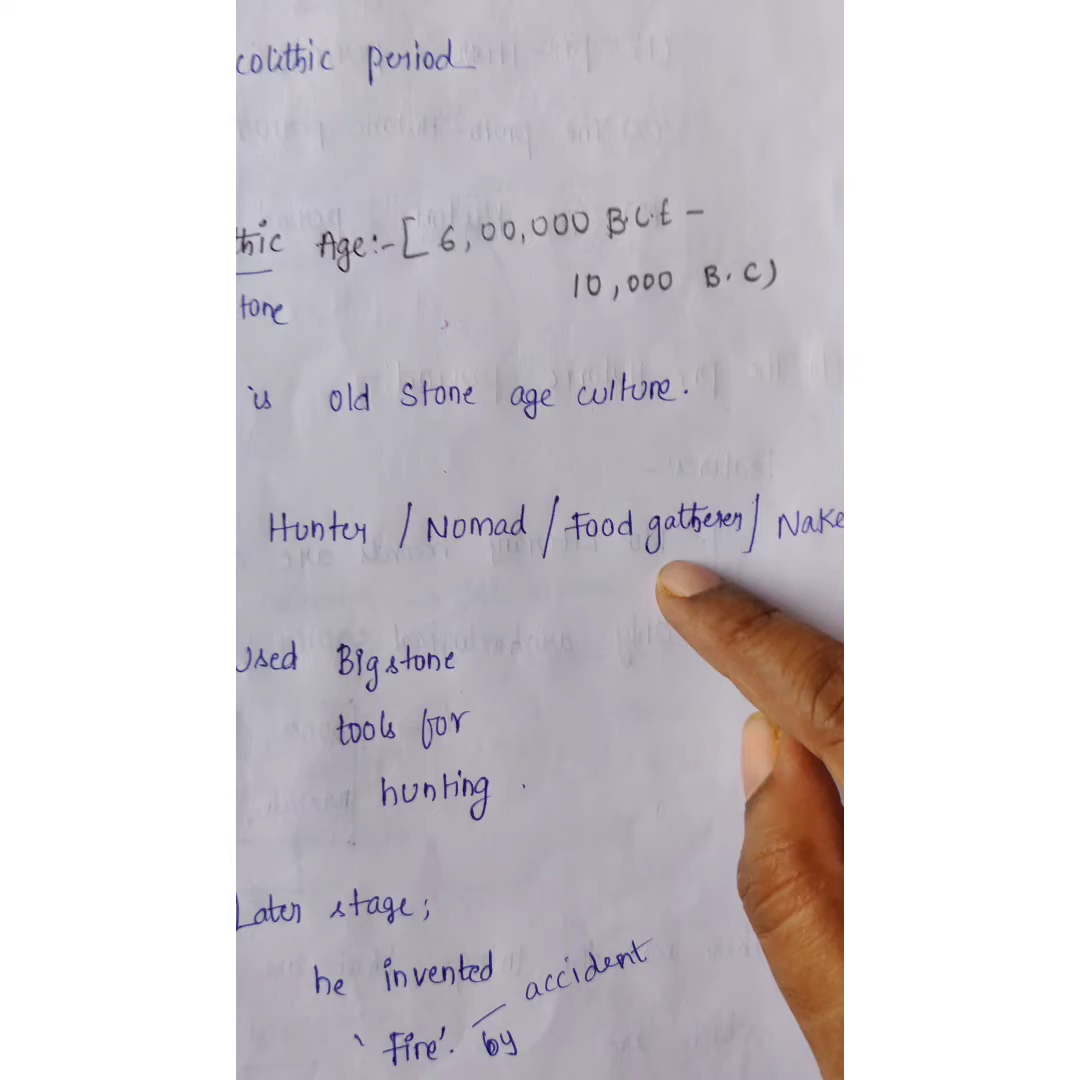 colithic period
thic Age:- [ 6,00,000 B.C.E -
10,000 B.C)
tone
is old stone age culture.
Hunter / Nomad / Food gatherer / Nake
Used Big stone
tools for
hunting.
Later stage;
he invented
'Fire'. by accident